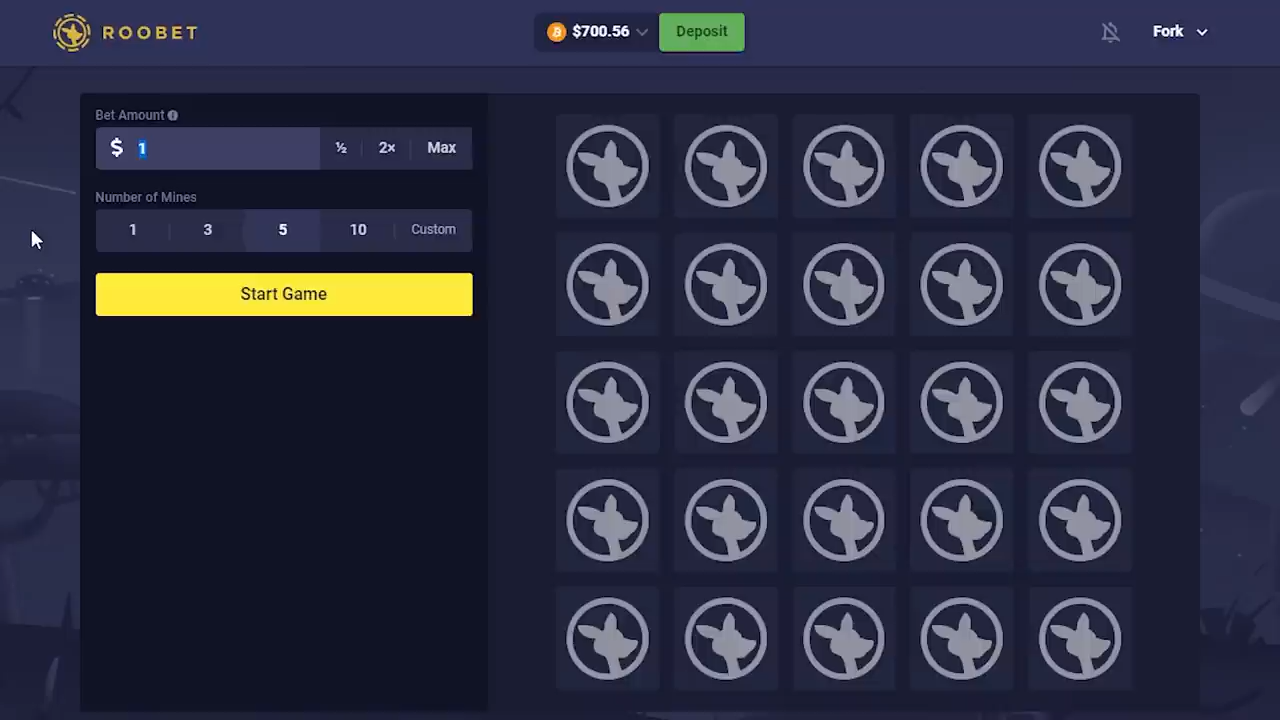 ROOBET
$700.56
Deposit
Fork
Bet Amount
$ 1
½ 2× Max
Number of Mines
1 3 5 10 Custom
Start Game